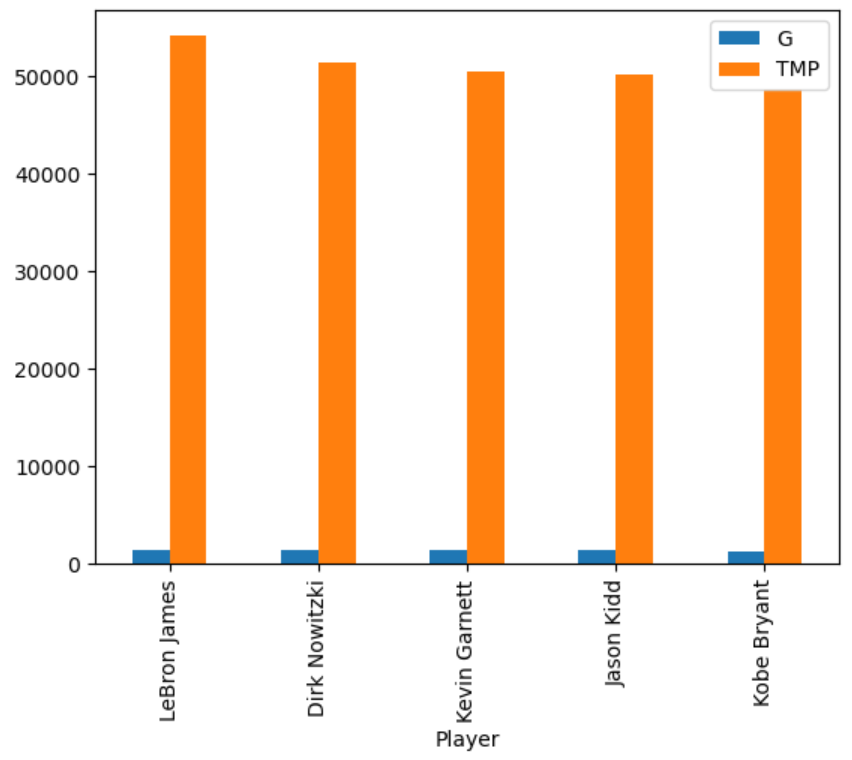 G
TMP
50000
40000
30000
20000
10000
0
LeBron James
Dirk Nowitzki
Kevin Garnett
Jason Kidd
Kobe Bryant
Player